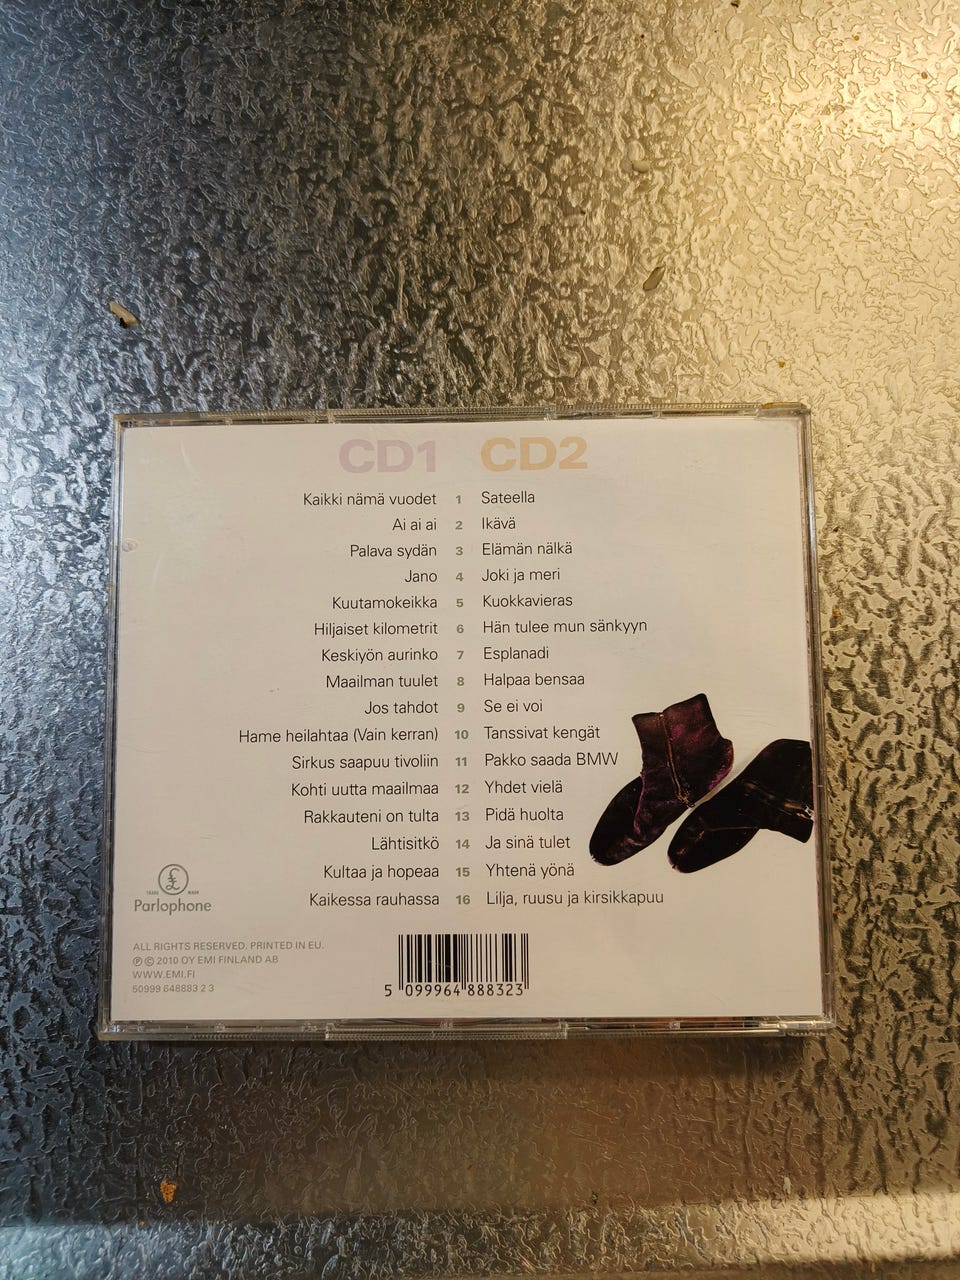 CD1 CD2
Kaikki nämä vuodet 1 Sateella
Ai ai ai 2 Ikävä
Palava sydän 3 Elämän nälkä
Jano 4 Joki ja meri
Kuutamokeikka 5 Kuokkavieras
Hiljaiset kilometrit 6 Hän tulee mun sänkyyn
Keskiyön aurinko 7 Esplanadi
Maailman tuulet 8 Halpaa bensaa
Jos tahdot 9 Se ei voi
Hame heilahtaa (Vain kerran) 10 Tanssivat kengät
Sirkus saapuu tivoliin 11 Pakko saada BMW
Kohti uutta maailmaa 12 Yhdet vielä
Rakkauteni on tulta 13 Pidä huolta
Lähtisitkö 14 Ja sinä tulet
Kultaa ja hopeaa 15 Yhtenä yönä
Kaikessa rauhassa 16 Lilja, ruusu ja kirsikkapuu
£
TRADE MARK
Parlophone
ALL RIGHTS RESERVED. PRINTED IN EU.
℗ © 2010 OY EMI FINLAND AB
WWW.EMI.FI
50999 648883 2 3
5 099964 888323